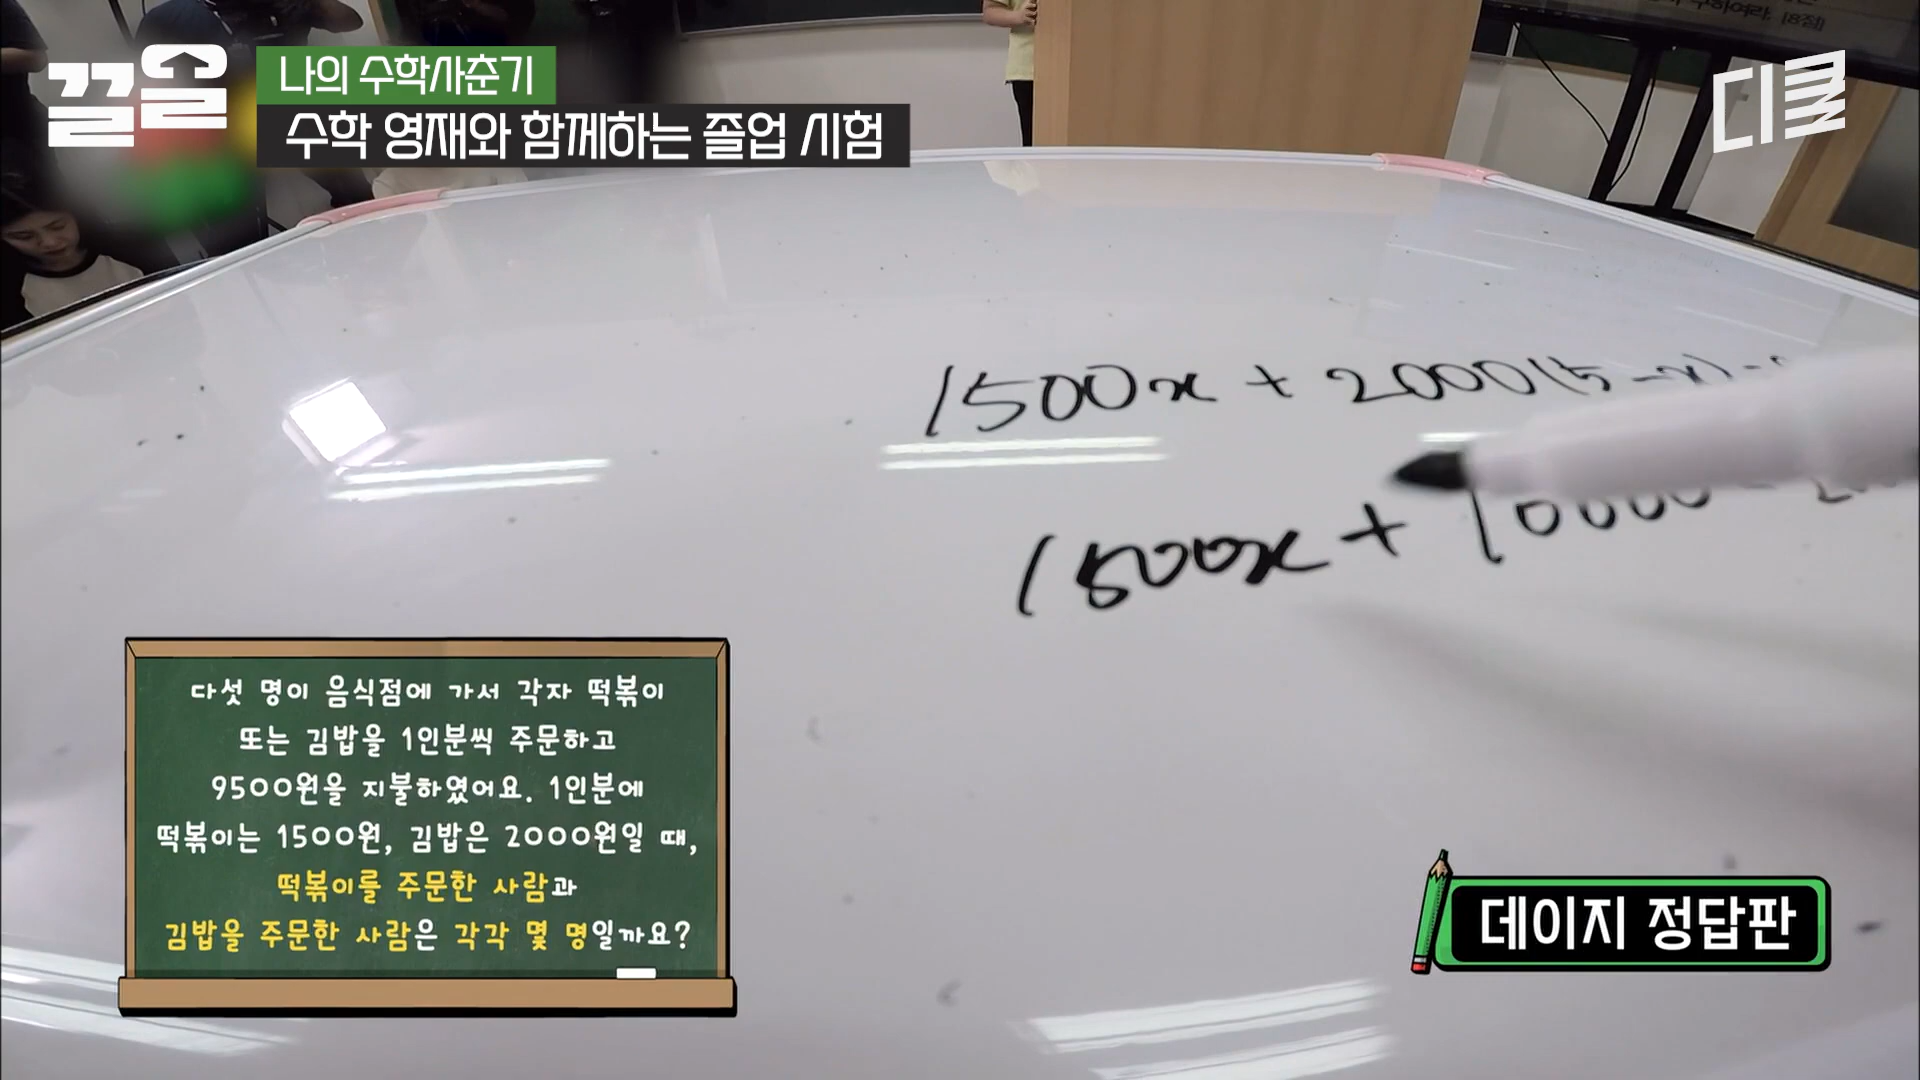 끌올
나의 수학사춘기
수학 영재와 함께하는 졸업 시험
디글
1500x + 2000(5-x)
1500x + 10000 -
다섯 명이 음식점에 가서 각자 떡볶이
또는 김밥을 1인분씩 주문하고
9500원을 지불하였어요. 1인분에
떡볶이는 1500원, 김밥은 2000원일 때,
떡볶이를 주문한 사람과
김밥을 주문한 사람은 각각 몇 명일까요?
데이지 정답판